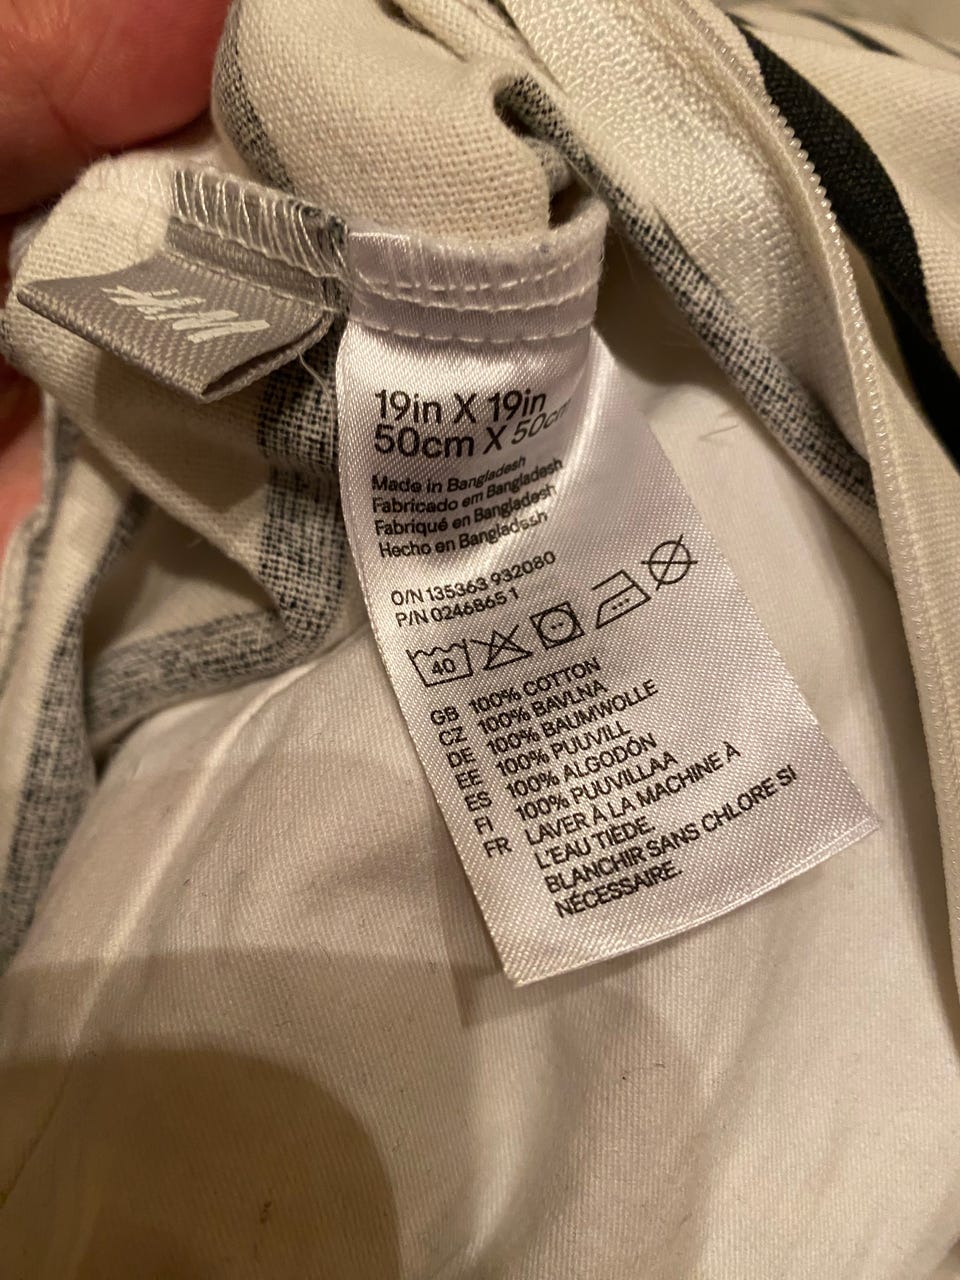 H&M
19in X 19in
50cm X 50cm
Made in Bangladesh
Fabricado em Bangladesh
Fabriqué en Bangladesh
Hecho en Bangladesh
O/N 135363 932080
P/N 0246865 1
40
GB 100% COTTON
CZ 100% BAVLNA
DE 100% BAUMWOLLE
EE 100% PUUVILL
ES 100% ALGODÓN
FI 100% PUUVILLAA
FR LAVER À LA MACHINE À
L'EAU TIÈDE.
BLANCHIR SANS CHLORE SI
NÉCESSAIRE.